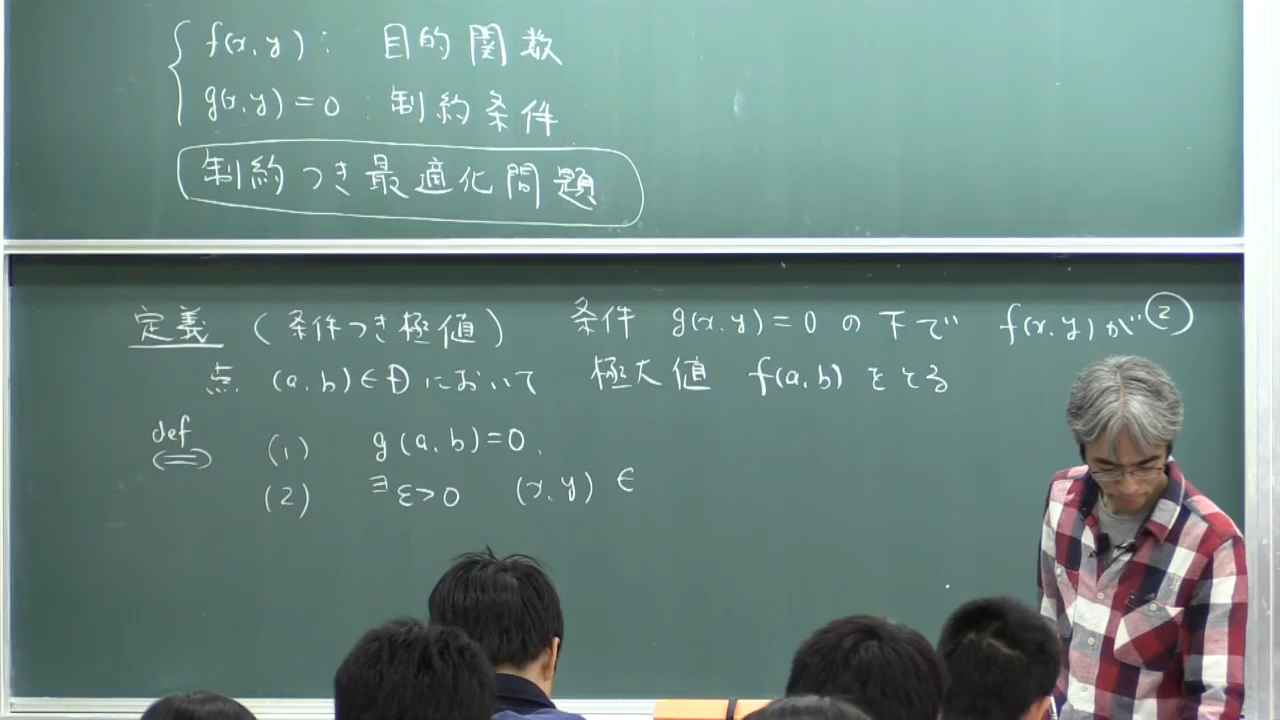 f(x,y): 目的関数
g(x,y)=0 : 制約条件
制約つき最適化問題
定義 (条件つき極値) 条件 g(x,y)=0 の下で f(x,y)が ②
点 (a,b)∈D において 極大値 f(a,b) をとる
def ⟺ (1) g(a,b)=0,
(2) ∃ε>0 (x,y) ∈